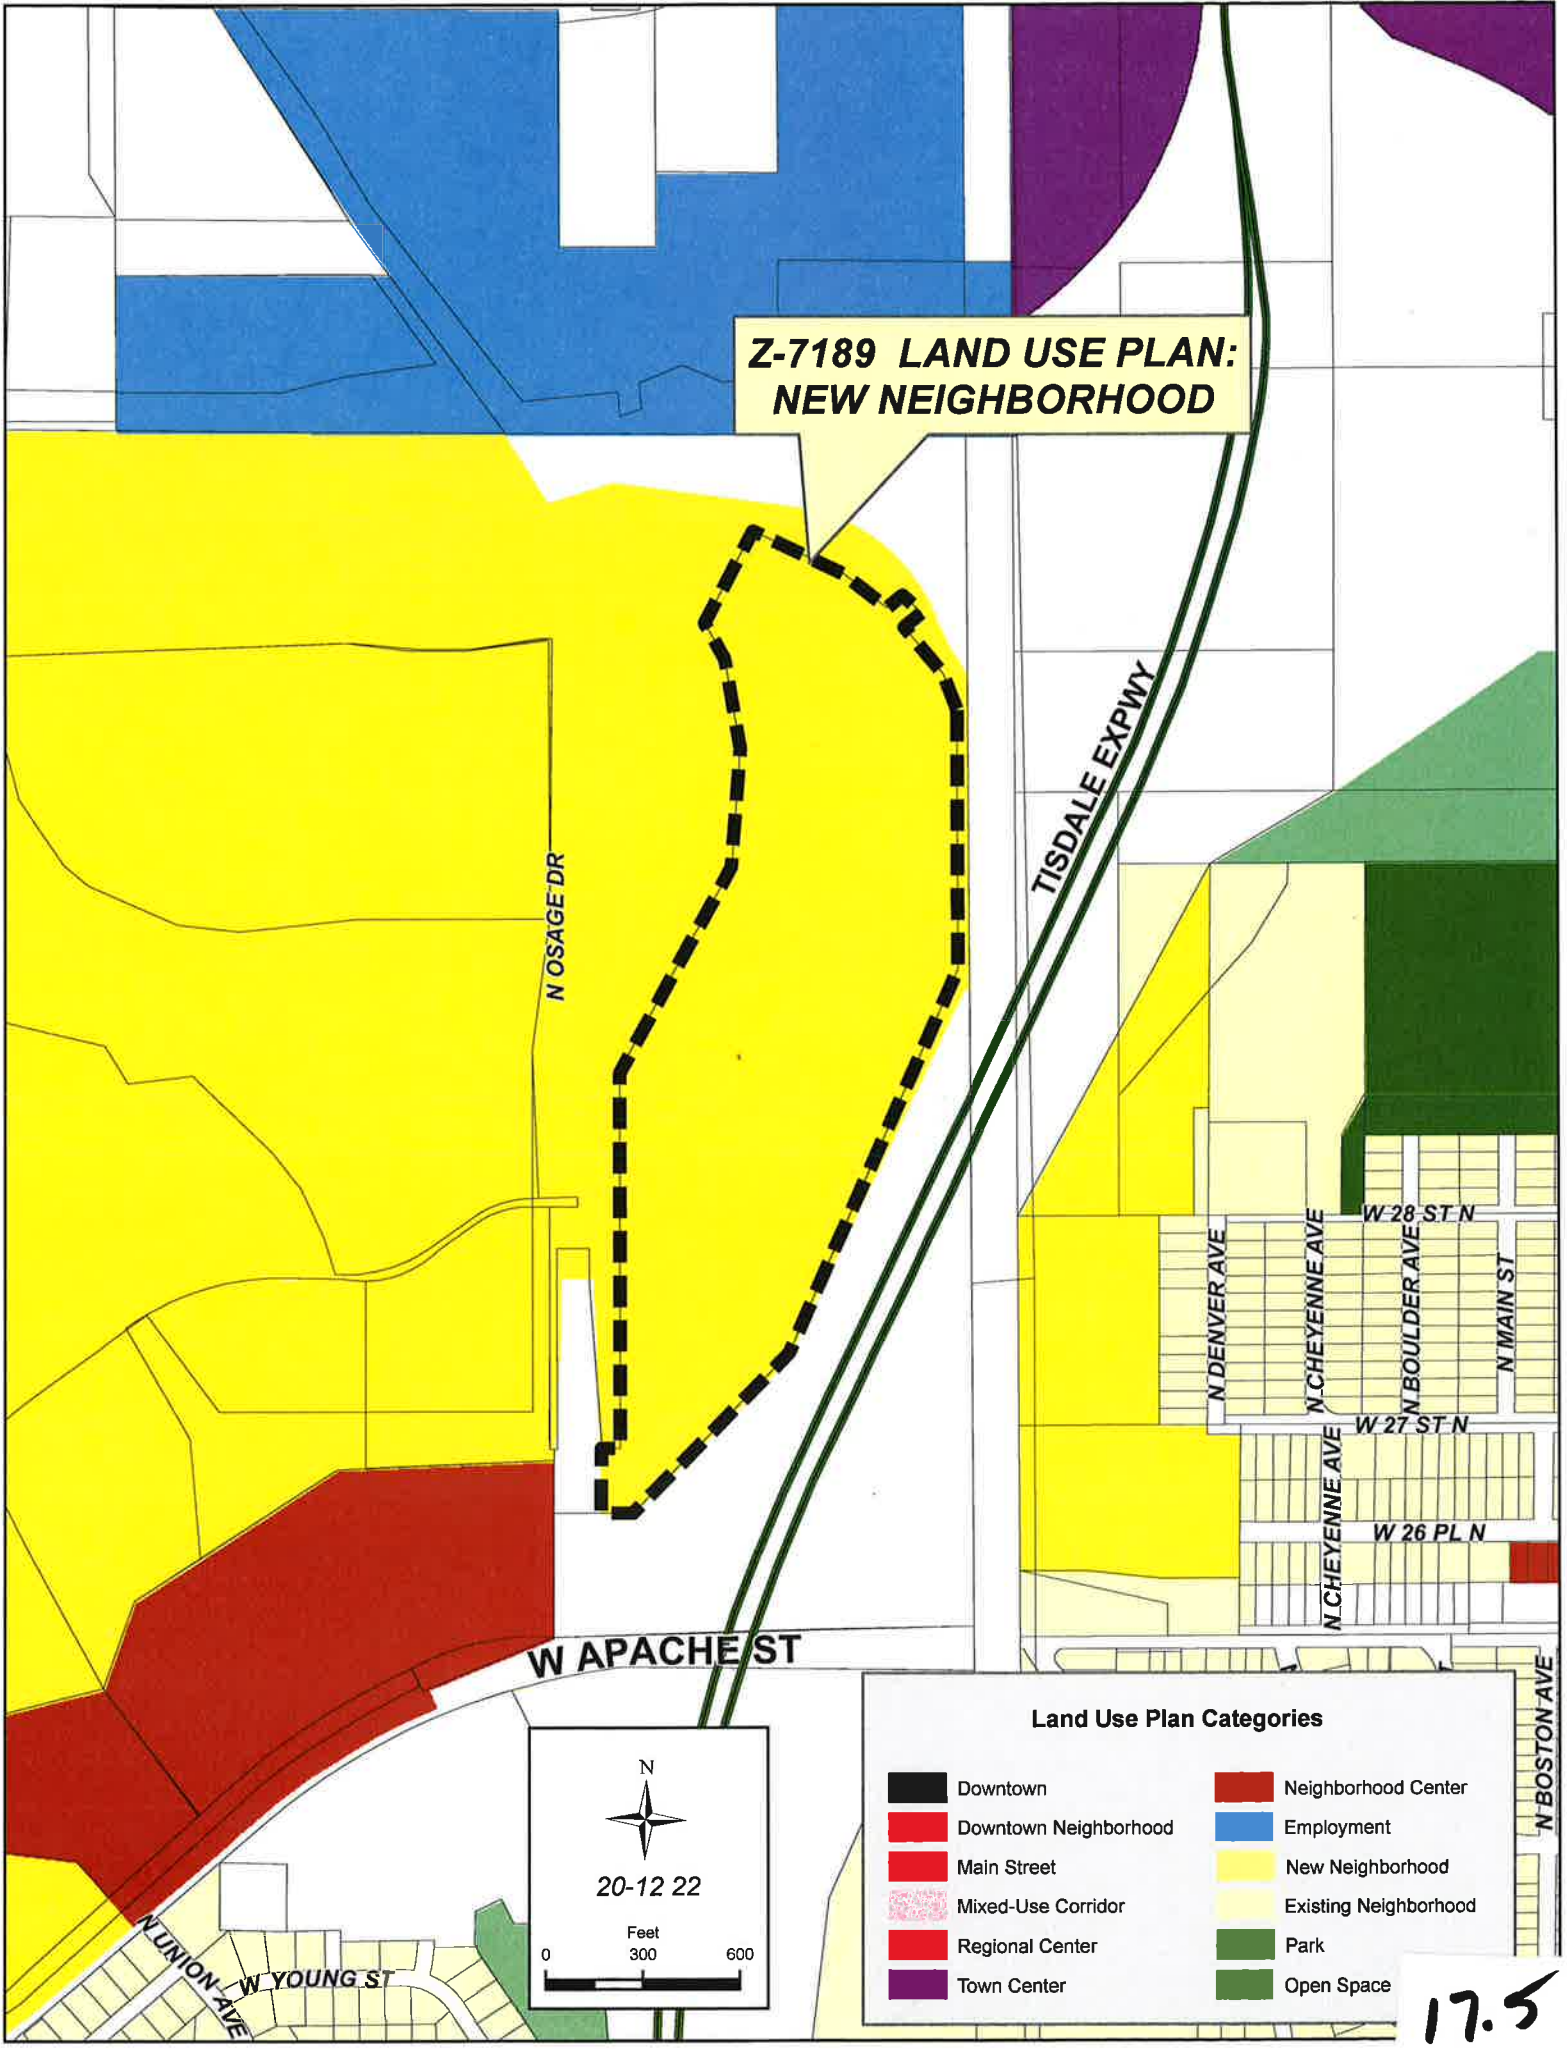 Z-7189 LAND USE PLAN:
NEW NEIGHBORHOOD
TISDALE EXPWY
N OSAGE DR
W 28 ST N
N DENVER AVE
N CHEYENNE AVE
N BOULDER AVE
N MAIN ST
W 27 ST N
N CHEYENNE AVE
W 26 PL N
W APACHE ST
N BOSTON AVE
N UNION AVE
W YOUNG ST
N
20-12 22
Feet
0 300 600
Land Use Plan Categories
Downtown
Downtown Neighborhood
Main Street
Mixed-Use Corridor
Regional Center
Town Center
Neighborhood Center
Employment
New Neighborhood
Existing Neighborhood
Park
Open Space
17.5